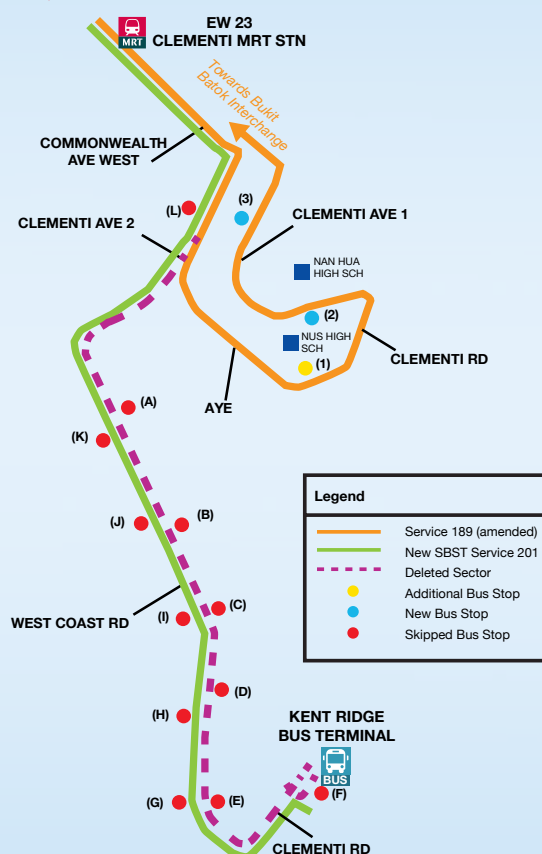 EW 23
CLEMENTI MRT STN
MRT
Towards Bukit
Batok Interchange
COMMONWEALTH
AVE WEST
(3)
(L)
CLEMENTI AVE 1
CLEMENTI AVE 2
NAN HUA
HIGH SCH
(2)
NUS HIGH
SCH
(1)
CLEMENTI RD
AYE
(A)
(K)
(J)
(B)
Legend
Service 189 (amended)
New SBST Service 201
Deleted Sector
Additional Bus Stop
New Bus Stop
Skipped Bus Stop
WEST COAST RD
(I)
(C)
(D)
(H)
KENT RIDGE
BUS TERMINAL
BUS
(F)
(G)
(E)
CLEMENTI RD